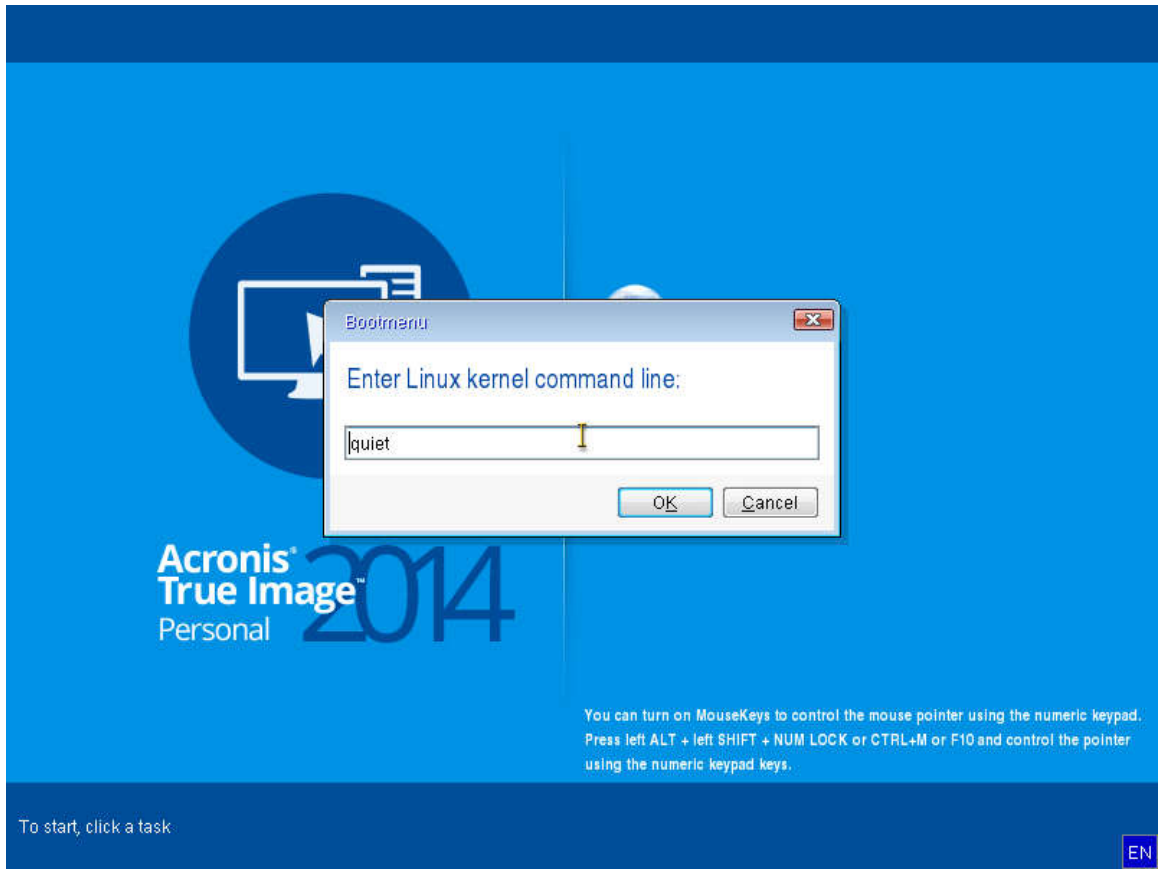 Bootmenu
Enter Linux kernel command line:
quiet
OK
Cancel
Acronis®
True Image™ 2014
Personal
You can turn on MouseKeys to control the mouse pointer using the numeric keypad.
Press left ALT + left SHIFT + NUM LOCK or CTRL+M or F10 and control the pointer
using the numeric keypad keys.
To start, click a task
EN